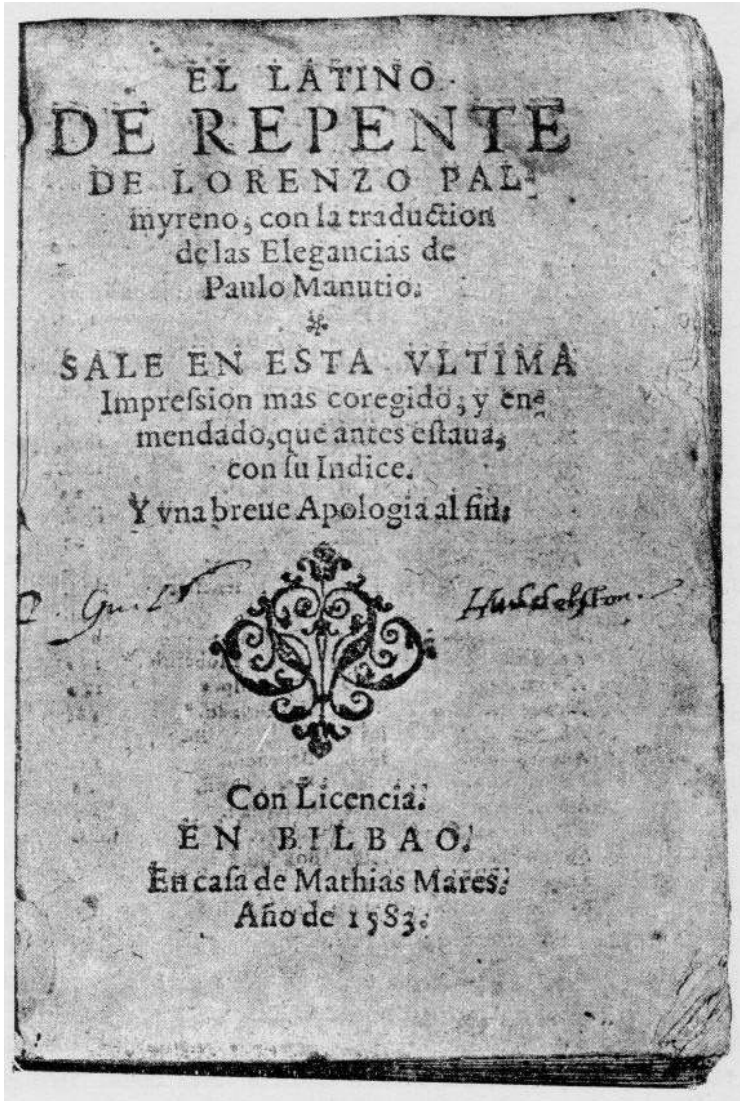 EL LATINO
DE REPENTE
DE LORENZO PAL-
myreno, con la traduction
de las Elegancias de
Paulo Manutio.
SALE EN ESTA VLTIMA
Impreſsion mas coregido, y en-
mendado, que antes eſtaua,
con ſu Indice.
Y vna breue Apologia al fin.
Huddelſton.
Con Licencia.
EN BILBAO.
En caſa de Mathias Mares.
Año de 1583.